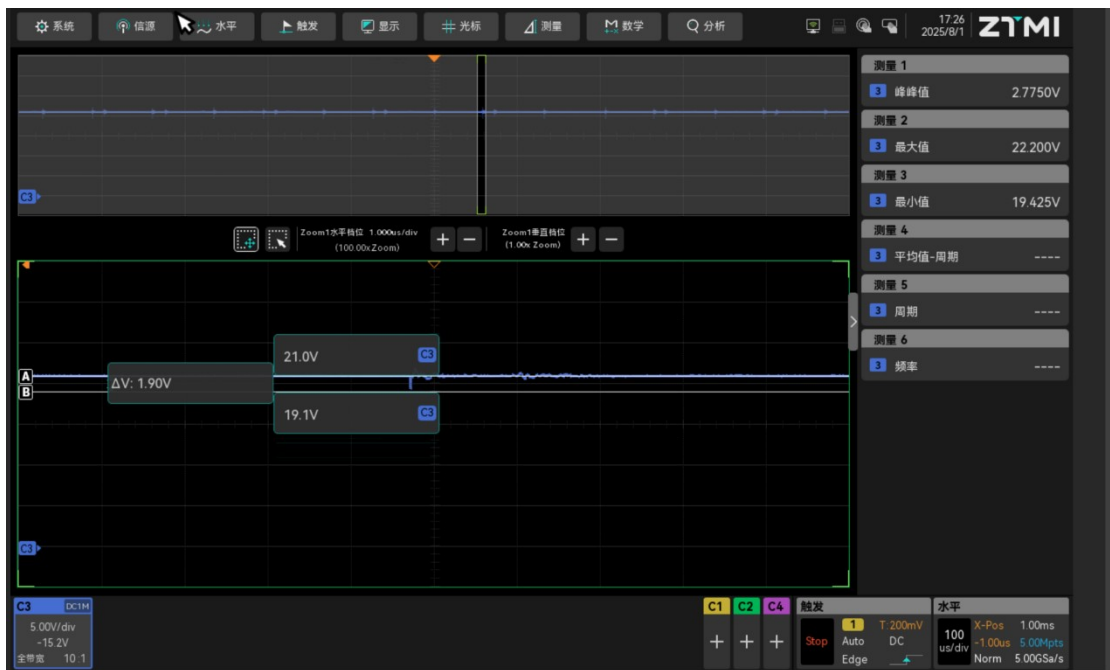 系统 信源 水平 触发 显示 光标 测量 数学 分析 17:26 2025/8/1 ZTMI
测量 1
3 峰峰值 2.7750V
测量 2
3 最大值 22.200V
测量 3
3 最小值 19.425V
测量 4
3 平均值-周期 ----
测量 5
3 周期 ----
测量 6
3 频率 ----
C3
Zoom1水平档位 1.000us/div
(100.00xZoom)
Zoom1垂直档位
(1.00x Zoom)
21.0V C3
A
ΔV: 1.90V
B
19.1V C3
C3
C3 DC1M
5.00V/div
-15.2V
全带宽 10:1
C1 C2 C4
触发
Stop 1 T:200mV
Auto DC
Edge
水平
100 us/div
X-Pos 1.00ms
-1.00us 5.00Mpts
Norm 5.00GSa/s